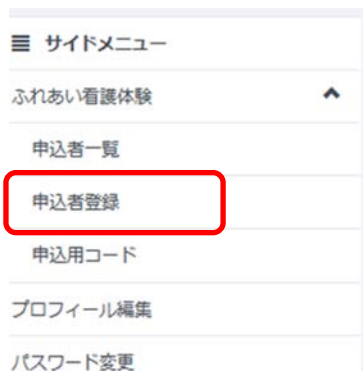 サイドメニュー
ふれあい看護体験
申込者一覧
申込者登録
申込用コード
プロフィール編集
パスワード変更